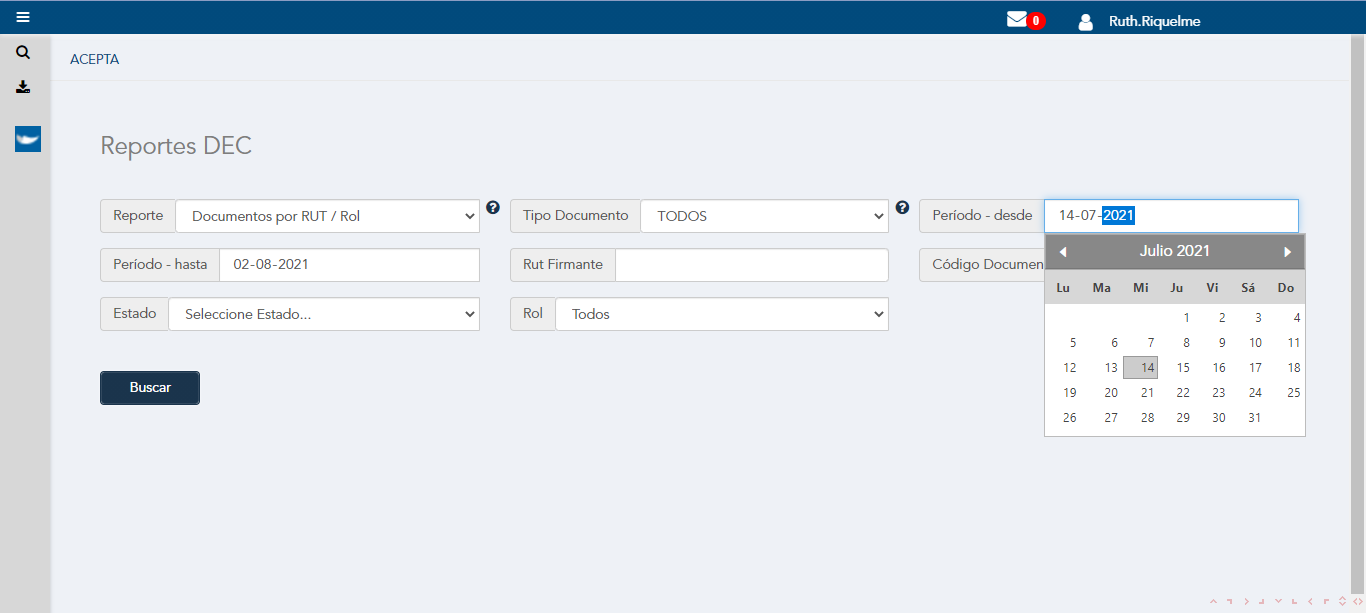 0 Ruth.Riquelme
ACEPTA
Reportes DEC
Reporte Documentos por RUT / Rol Tipo Documento TODOS Período - desde 14-07-2021
Período - hasta 02-08-2021 Rut Firmante Código Documen
Estado Seleccione Estado... Rol Todos
Buscar
Julio 2021
Lu Ma Mi Ju Vi Sá Do
1 2 3 4
5 6 7 8 9 10 11
12 13 14 15 16 17 18
19 20 21 22 23 24 25
26 27 28 29 30 31